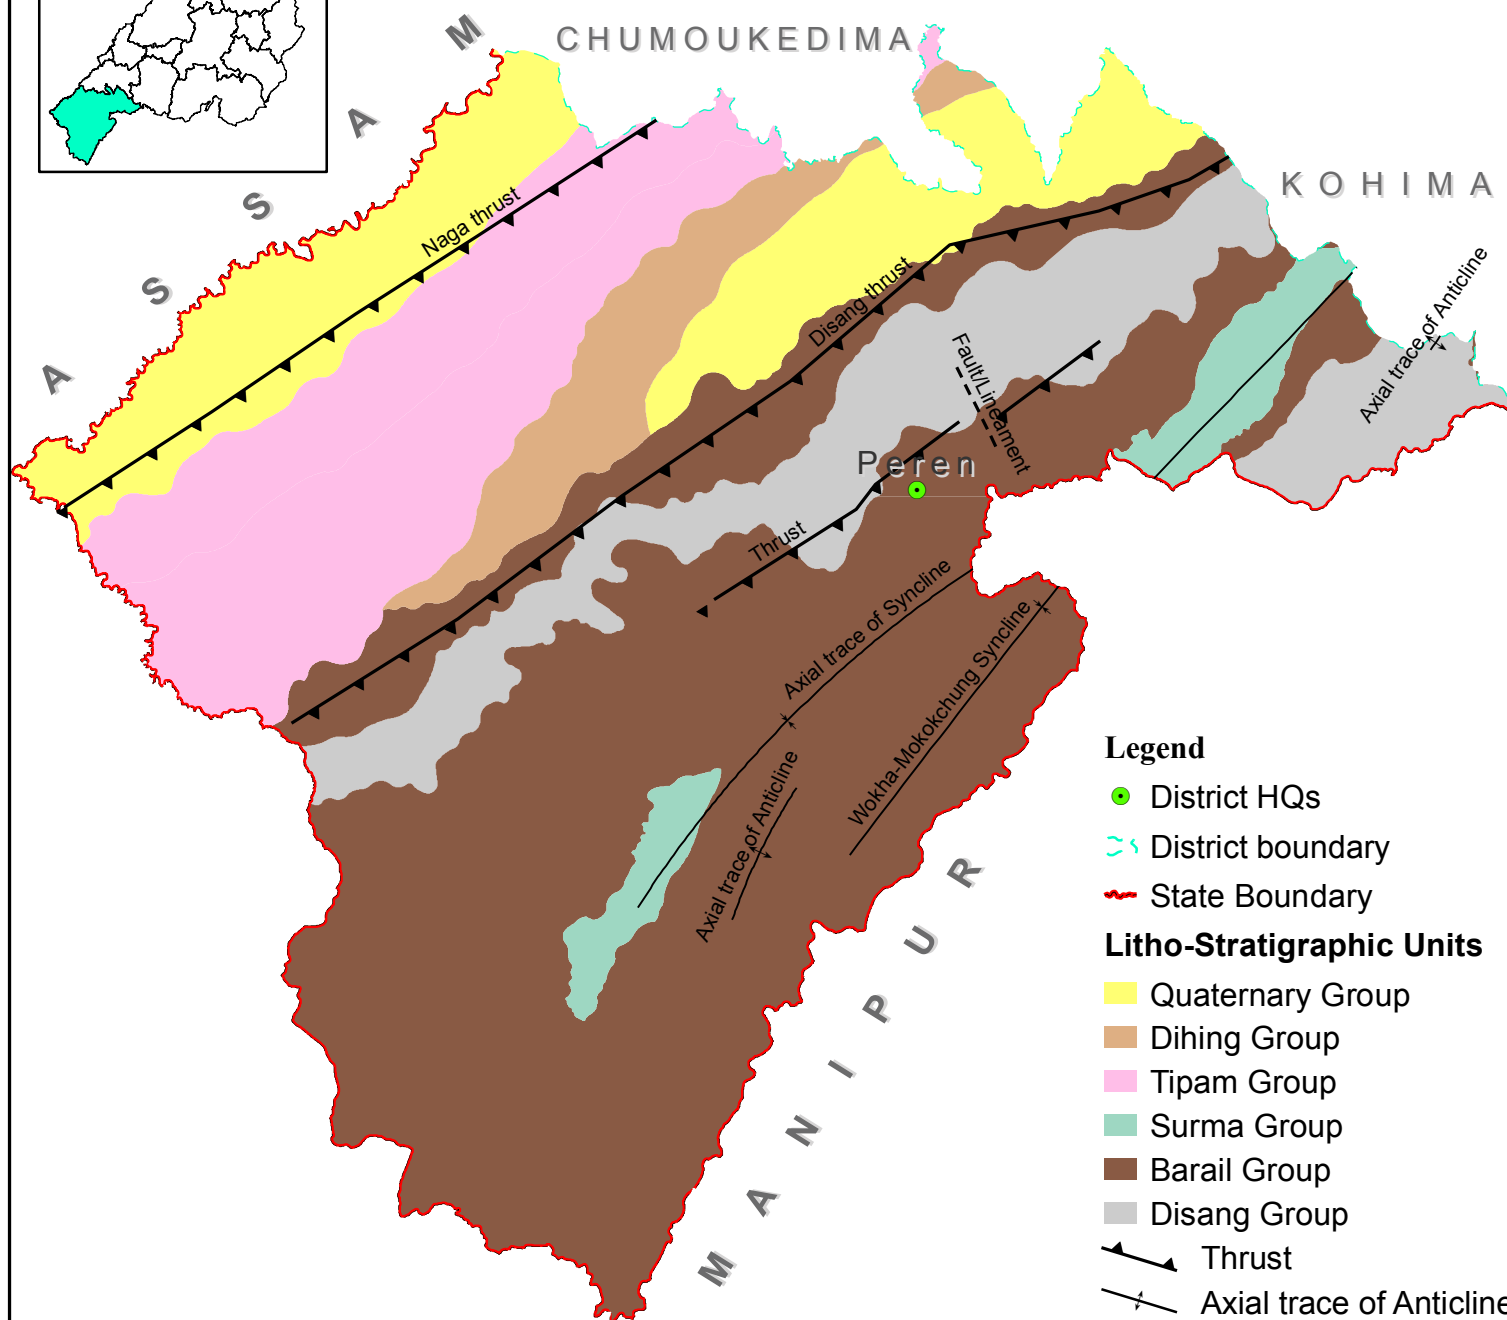 CHUMOUKEDIMA
ASSAM
KOHIMA
Naga thrust
Disang thrust
Fault/Lineament
Axial trace of Anticline
Peren
Thrust
Axial trace of Syncline
Wokha-Mokokchung Syncline
Axial trace of Anticline
MANIPUR
Legend
District HQs
District boundary
State Boundary
Litho-Stratigraphic Units
Quaternary Group
Dihing Group
Tipam Group
Surma Group
Barail Group
Disang Group
Thrust
Axial trace of Anticline